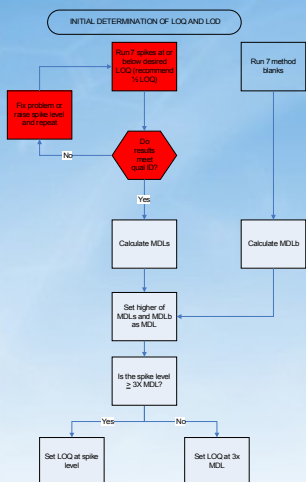 INITIAL DETERMINATION OF LOQ AND LOD
Run 7 spikes at or
below desired
LOQ (recommend
½ LOQ)
Run 7 method
blanks
Fix problem or
raise spike level
and repeat
Do
results
meet
qual ID?
No
Yes
Calculate MDLs
Calculate MDLb
Set higher of
MDLs and MDLb
as MDL
Is the spike level
≥ 3X MDL?
Yes
No
Set LOQ at spike
level
Set LOQ at 3x
MDL